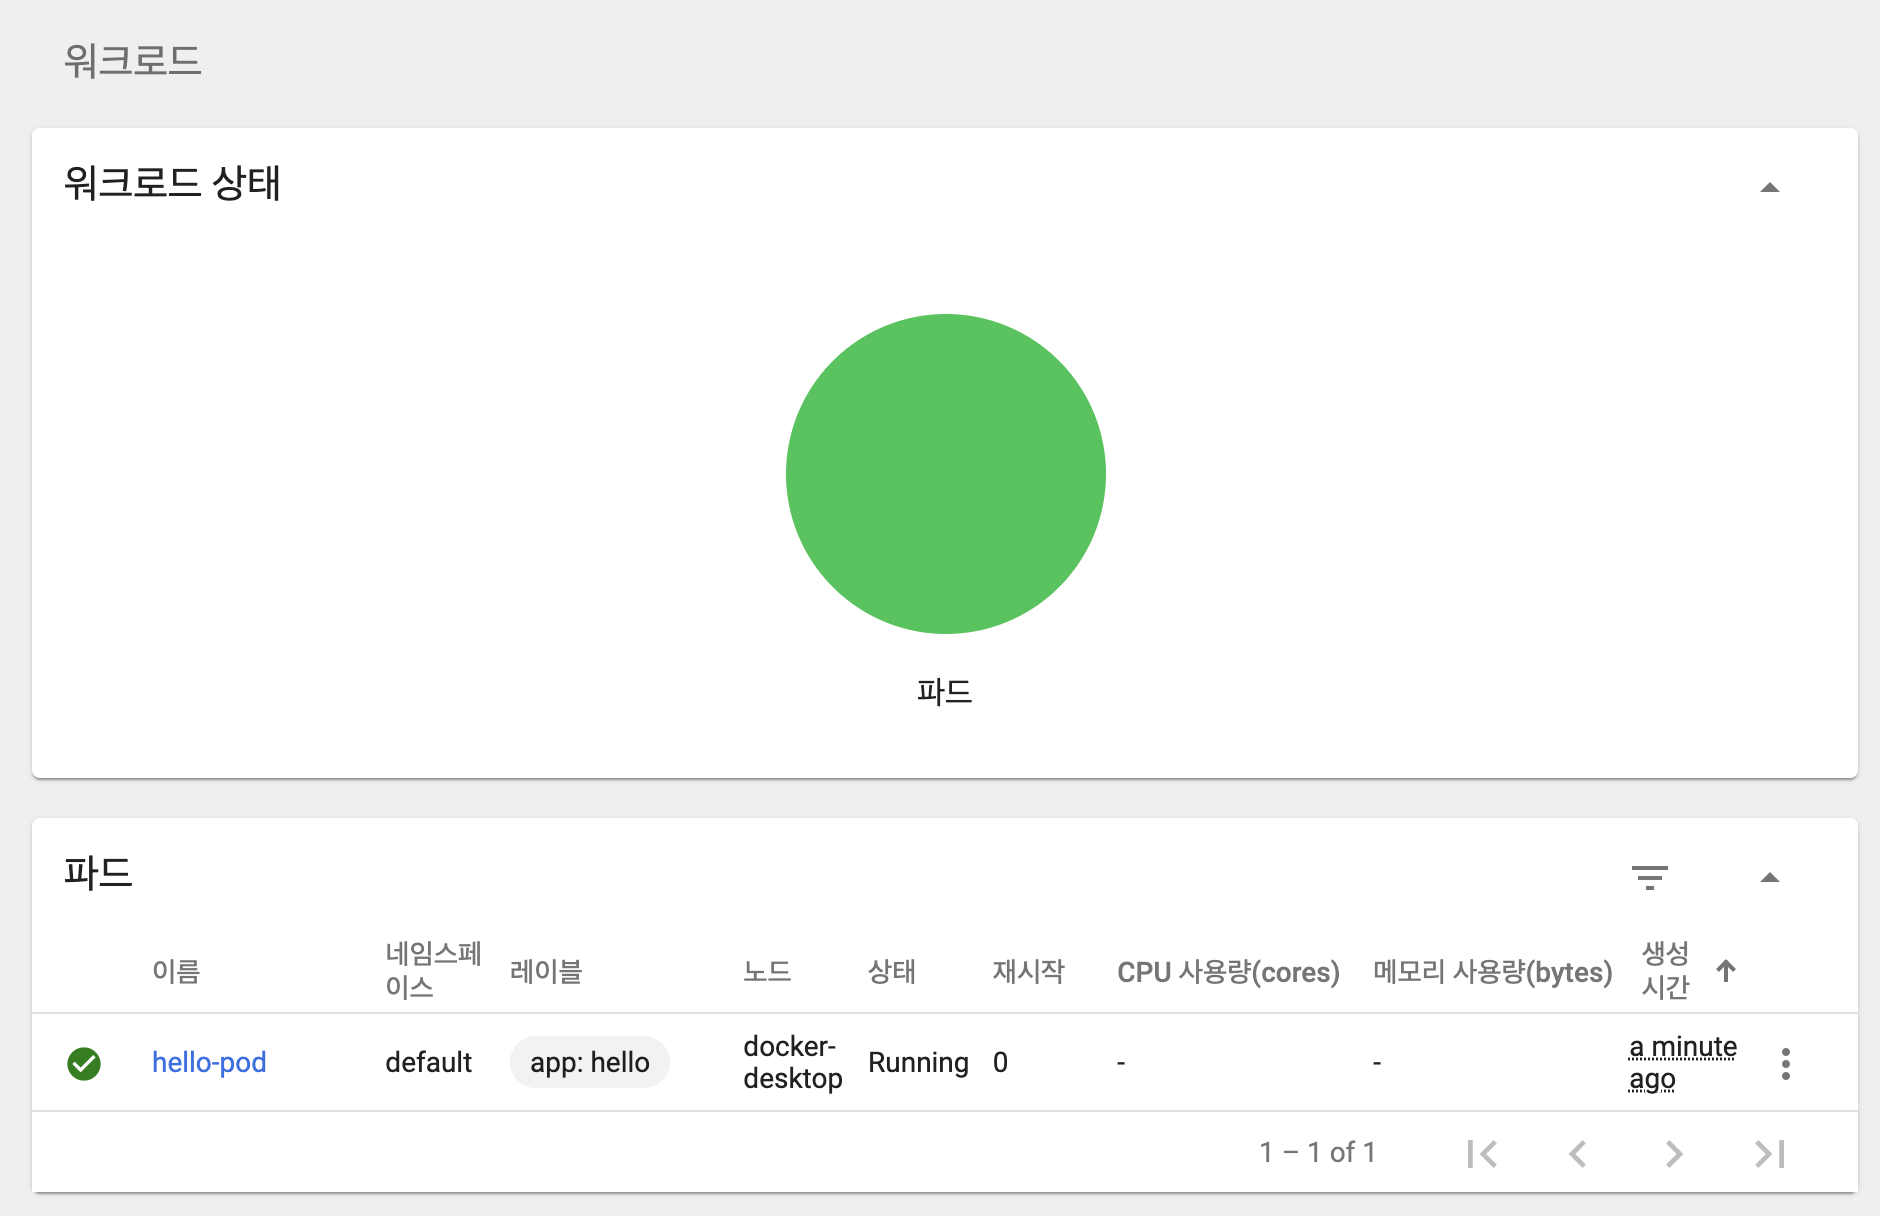 워크로드
워크로드 상태
파드
파드
이름
네임스페
이스
레이블
노드
상태
재시작
CPU 사용량(cores)
메모리 사용량(bytes)
생성
시간
hello-pod
default
app: hello
docker-
desktop
Running
0
-
-
a minute
ago
1 – 1 of 1